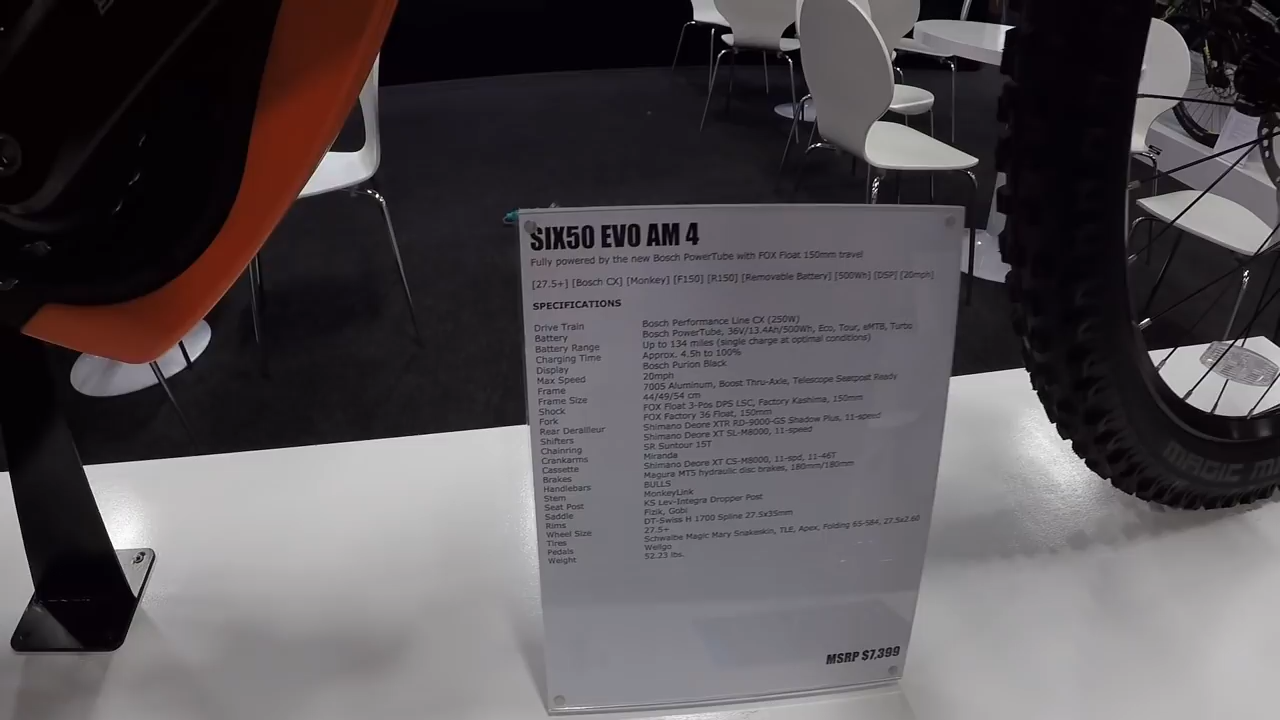 SIX50 EVO AM 4
Fully powered by the new Bosch PowerTube with FOX Float 150mm travel
[27.5+] [Bosch CX] [Monkey] [F150] [R150] [Removable Battery] [500Wh] [DSP] [20mph]
SPECIFICATIONS
Drive Train Bosch Performance Line CX (250W)
Battery Bosch PowerTube, 36V/13.4Ah/500Wh, Eco, Tour, eMTB, Turbo
Battery Range Up to 134 miles (single charge at optimal conditions)
Charging Time Approx. 4.5h to 100%
Display Bosch Purion Black
Max Speed 20mph
Frame 7005 Aluminum, Boost Thru-Axle, Telescope Seatpost Ready
Frame Size 44/49/54 cm
Shock FOX Float 3-Pos DPS LSC, Factory Kashima, 150mm
Fork FOX Factory 36 Float, 150mm
Rear Derailleur Shimano Deore XTR RD-9000-GS Shadow Plus, 11-speed
Shifters Shimano Deore XT SL-M8000, 11-speed
Chainring SR Suntour 15T
Crankarms Miranda
Cassette Shimano Deore XT CS-M8000, 11-spd, 11-46T
Brakes Magura MT5 hydraulic disc brakes, 180mm/180mm
Handlebars BULLS
Stem MonkeyLink
Seat Post KS Lev-Integra Dropper Post
Saddle Fizik, Gobi
Rims DT-Swiss H 1700 Spline 27.5x35mm
Wheel Size 27.5+
Tires Schwalbe Magic Mary Snakeskin, TLE, Apex, Folding 65-584, 27.5x2.60
Pedals Wellgo
Weight 52.23 lbs.
MSRP $7,399
MAGIC M